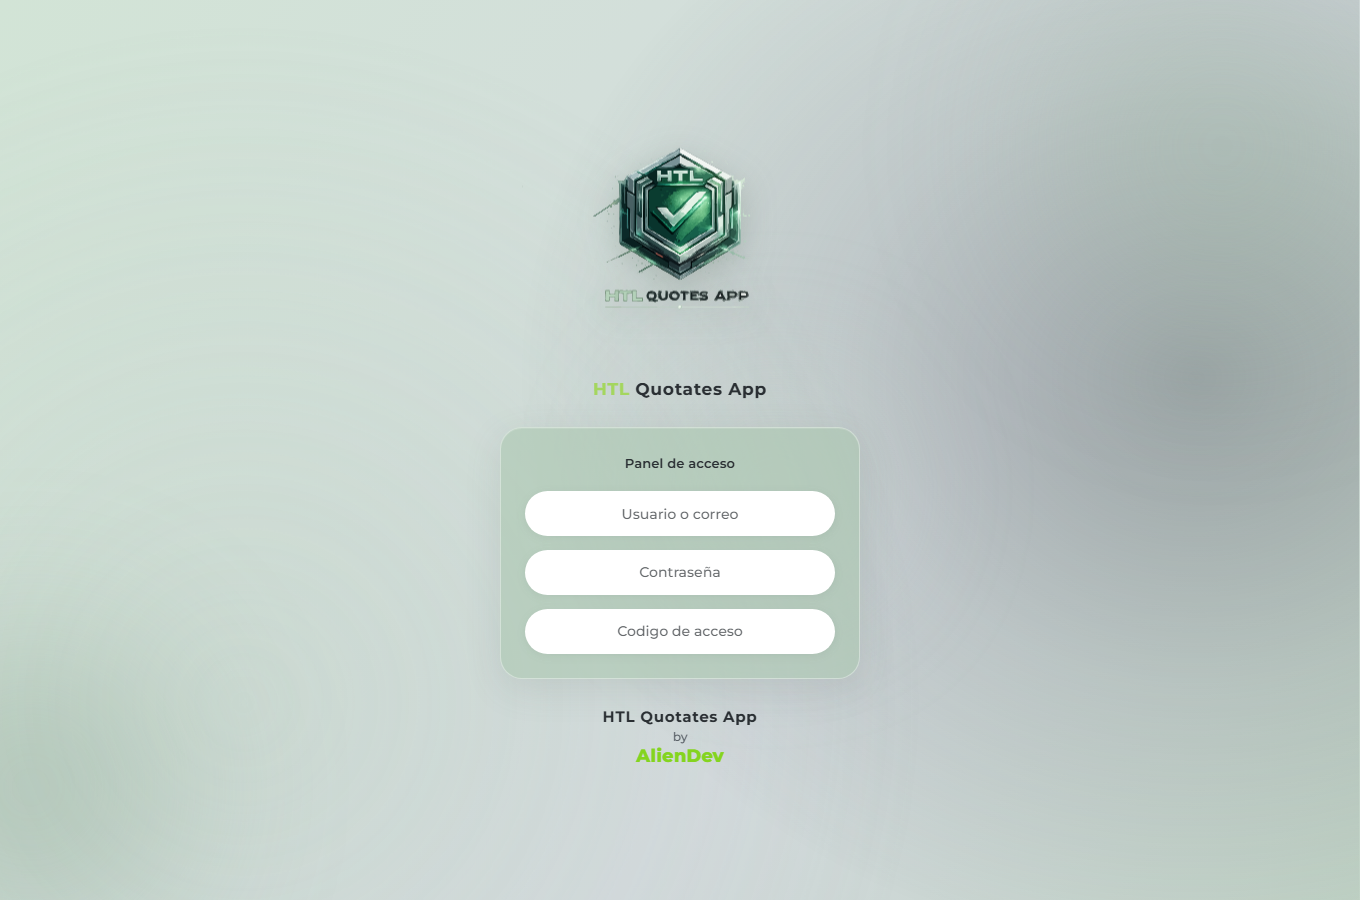 HTL
HTL QUOTES APP
HTL Quotates App
Panel de acceso
Usuario o correo
Contraseña
Codigo de acceso
HTL Quotates App
by
AlienDev